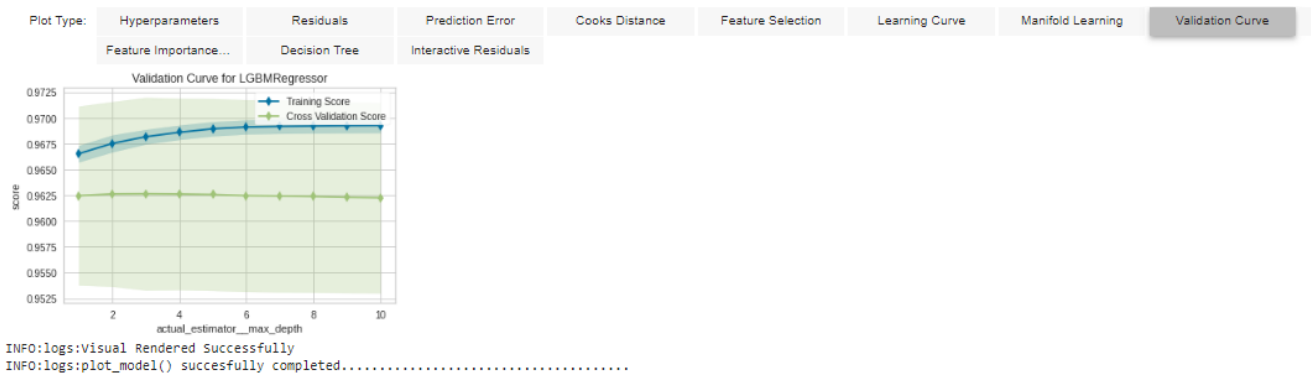 Plot Type: Hyperparameters Residuals Prediction Error Cooks Distance Feature Selection Learning Curve Manifold Learning Validation Curve
Feature Importance... Decision Tree Interactive Residuals
Validation Curve for LGBMRegressor
Training Score
Cross Validation Score
0.9725
0.9700
0.9675
0.9650
0.9625
0.9600
0.9575
0.9550
0.9525
score
2 4 6 8 10
actual_estimator__max_depth
INFO:logs:Visual Rendered Successfully
INFO:logs:plot_model() succesfully completed......................................